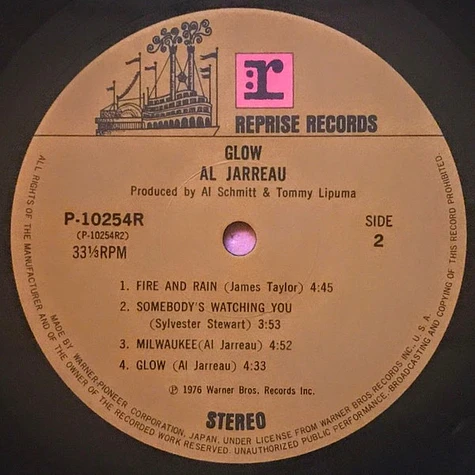 r
REPRISE RECORDS
GLOW
AL JARREAU
Produced by Al Schmitt & Tommy Lipuma
P-10254R
(P-10254R2)
33⅓RPM
SIDE
2
1. FIRE AND RAIN (James Taylor) 4:45
2. SOMEBODY'S WATCHING YOU
(Sylvester Stewart) 3:53
3. MILWAUKEE(Al Jarreau) 4:52
4. GLOW (Al Jarreau) 4:33
℗ 1976 Warner Bros. Records Inc.
STEREO
MADE BY WARNER-PIONEER CORPORATION, JAPAN, UNDER LICENSE FROM WARNER BROS. RECORDS INC., U. S. A.
ALL RIGHTS OF THE MANUFACTURER AND OF THE OWNER OF THE RECORDED WORK RESERVED. UNAUTHORIZED PUBLIC PERFORMANCE, BROADCASTING AND COPYING OF THIS RECORD PROHIBITED.